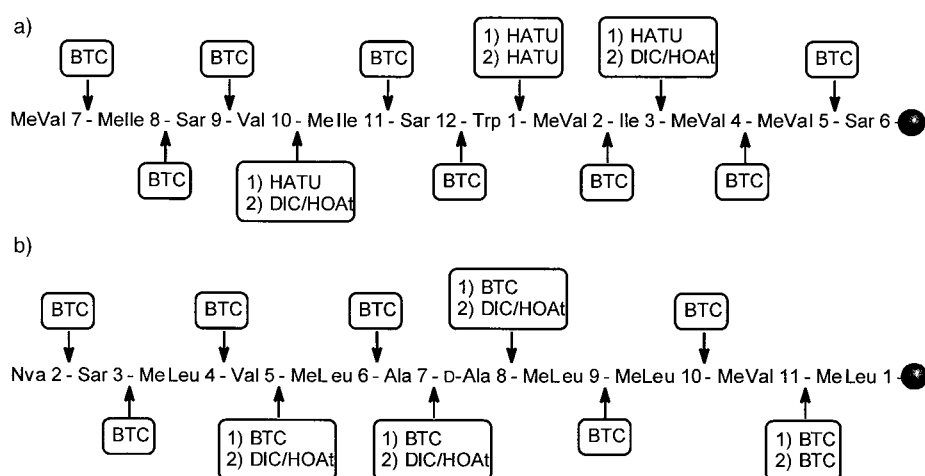 a)
BTC
BTC
BTC
1) HATU
2) HATU
1) HATU
2) DIC/HOAt
BTC
MeVal 7 - MeIle 8 - Sar 9 - Val 10 - MeIle 11 - Sar 12 - Trp 1 - MeVal 2 - Ile 3 - MeVal 4 - MeVal 5 - Sar 6 -
BTC
1) HATU
2) DIC/HOAt
BTC
BTC
BTC
b)
BTC
BTC
BTC
1) BTC
2) DIC/HOAt
BTC
Nva 2 - Sar 3 - MeLeu 4 - Val 5 - MeLeu 6 - Ala 7 - D-Ala 8 - MeLeu 9 - MeLeu 10 - MeVal 11 - MeLeu 1 -
BTC
1) BTC
2) DIC/HOAt
1) BTC
2) DIC/HOAt
BTC
1) BTC
2) BTC